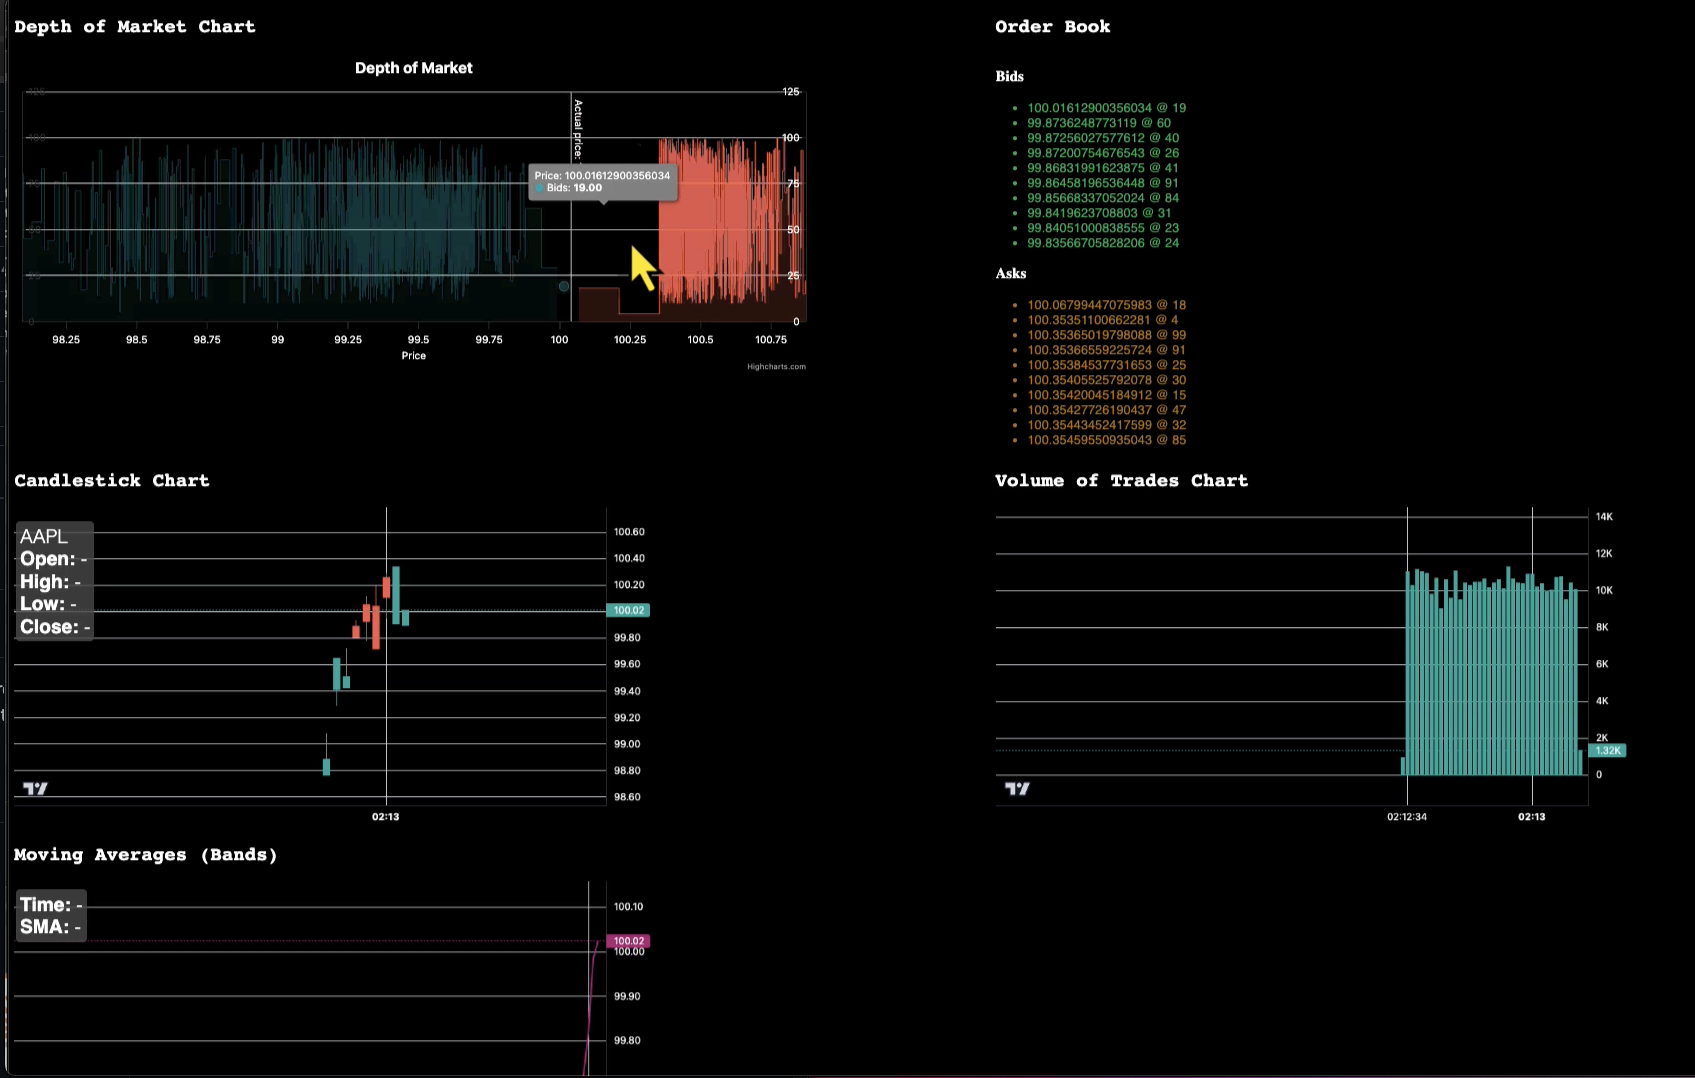 Depth of Market Chart
Depth of Market
125
100
75
50
25
0
125
100
75
50
25
0
Actual price:
Price: 100.01612900356034
Bids: 19.00
98.25 98.5 98.75 99 99.25 99.5 99.75 100 100.25 100.5 100.75
Price
Highcharts.com
Order Book
Bids
100.01612900356034 @ 19
99.8736248773119 @ 60
99.87256027577612 @ 40
99.87200754676543 @ 26
99.86831991623875 @ 41
99.86458196536448 @ 91
99.85668337052024 @ 84
99.8419623708803 @ 31
99.84051000838555 @ 23
99.83566705828206 @ 24
Asks
100.06799447075983 @ 18
100.35351100662281 @ 4
100.35365019798088 @ 99
100.35366559225724 @ 91
100.35384537731653 @ 25
100.35405525792078 @ 30
100.35420045184912 @ 15
100.35427726190437 @ 47
100.35443452417599 @ 32
100.35459550935043 @ 85
Candlestick Chart
AAPL
Open: -
High: -
Low: -
Close: -
100.60
100.40
100.20
100.02
99.80
99.60
99.40
99.20
99.00
98.80
98.60
02:13
Volume of Trades Chart
14K
12K
10K
8K
6K
4K
2K
1.32K
0
02:12:34 02:13
Moving Averages (Bands)
Time: -
SMA: -
100.10
100.02
100.00
99.90
99.80